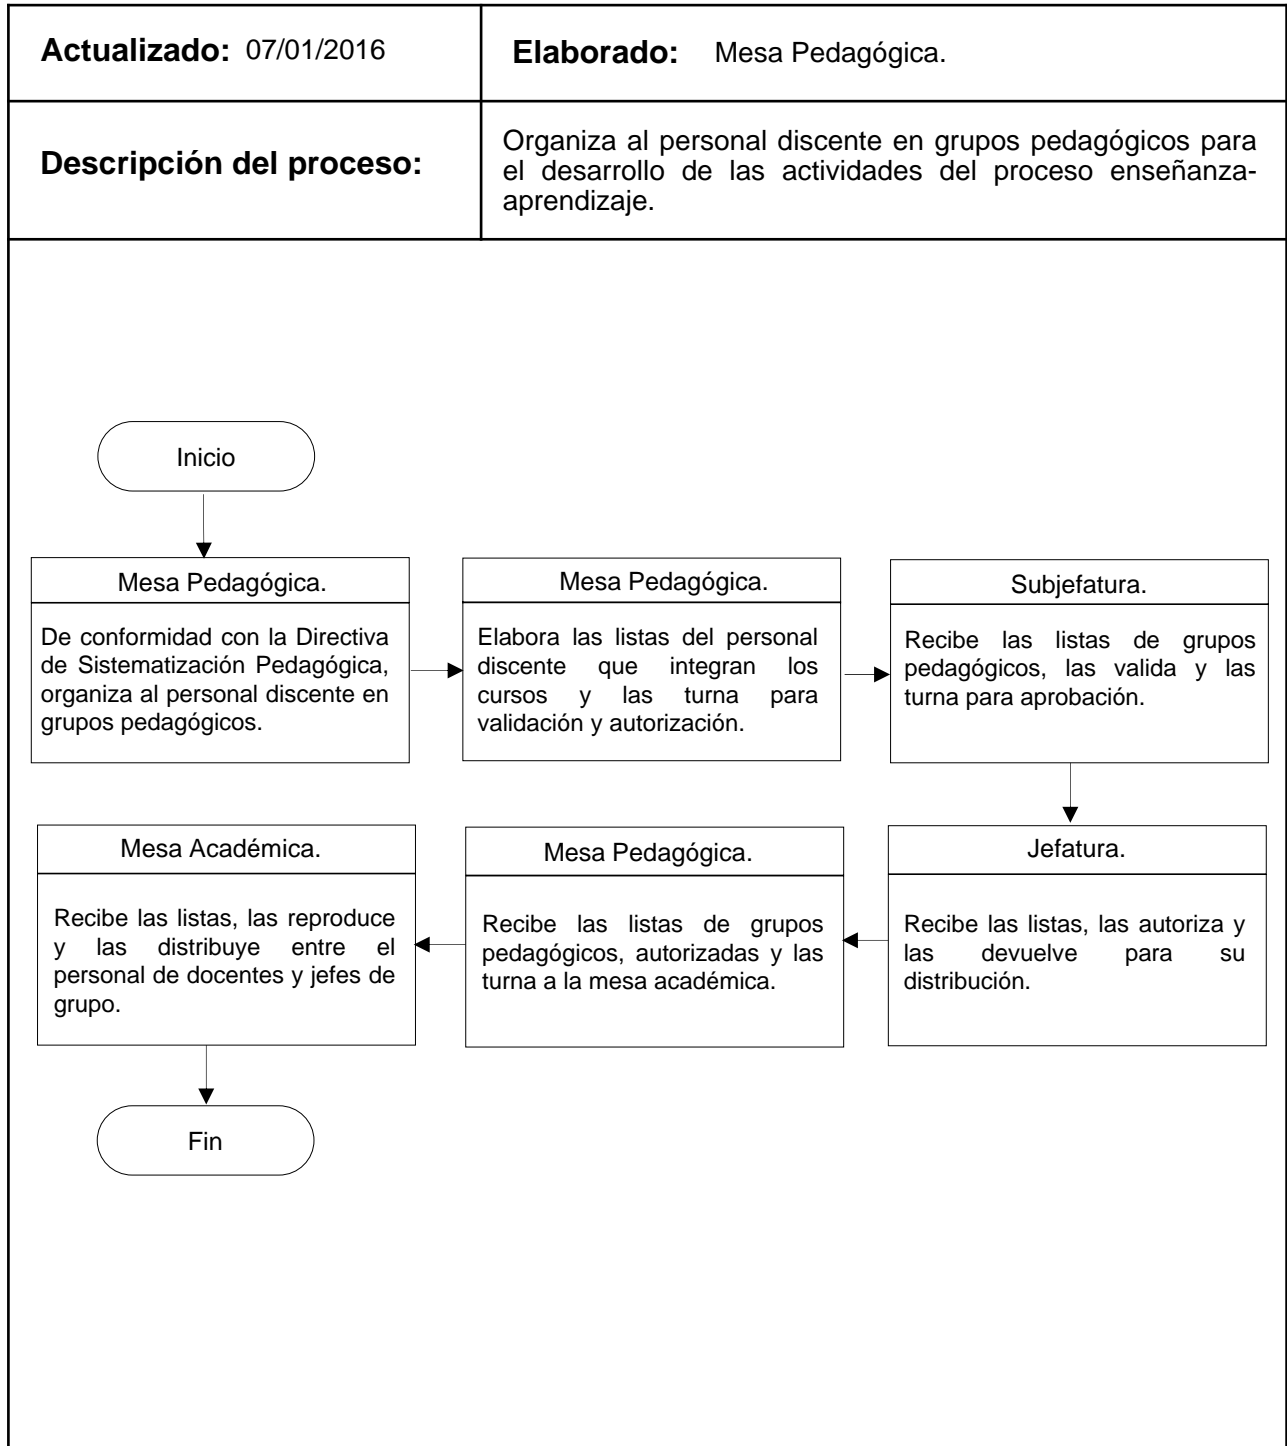 Actualizado: 07/01/2016
Elaborado: Mesa Pedagógica.
Descripción del proceso:
Organiza al personal discente en grupos pedagógicos para
el desarrollo de las actividades del proceso enseñanza-
aprendizaje.
Inicio
Mesa Pedagógica.
De conformidad con la Directiva
de Sistematización Pedagógica,
organiza al personal discente en
grupos pedagógicos.
Mesa Pedagógica.
Elabora las listas del personal
discente que integran los
cursos y las turna para
validación y autorización.
Subjefatura.
Recibe las listas de grupos
pedagógicos, las valida y las
turna para aprobación.
Jefatura.
Recibe las listas, las autoriza y
las devuelve para su
distribución.
Mesa Pedagógica.
Recibe las listas de grupos
pedagógicos, autorizadas y las
turna a la mesa académica.
Mesa Académica.
Recibe las listas, las reproduce
y las distribuye entre el
personal de docentes y jefes de
grupo.
Fin